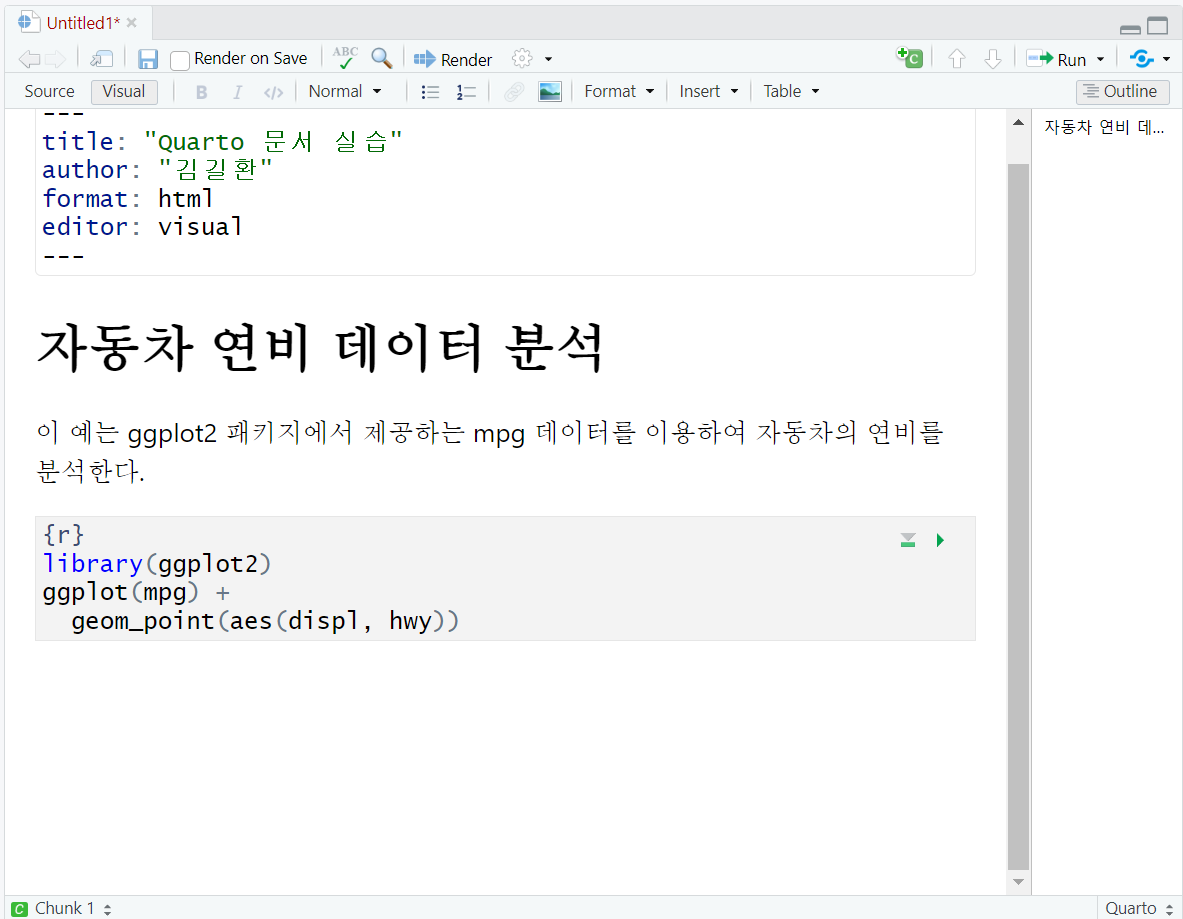 Untitled1*
Render on Save ABC Render Run
Source Visual B I </> Normal Format Insert Table Outline
---
title: "Quarto 문서 실습"
author: "김길환"
format: html
editor: visual
---
자동차 연비 데이터 분석
이 예는 ggplot2 패키지에서 제공하는 mpg 데이터를 이용하여 자동차의 연비를
분석한다.
{r}
library(ggplot2)
ggplot(mpg) +
  geom_point(aes(displ, hwy))
자동차 연비 데...
C Chunk 1 Quarto